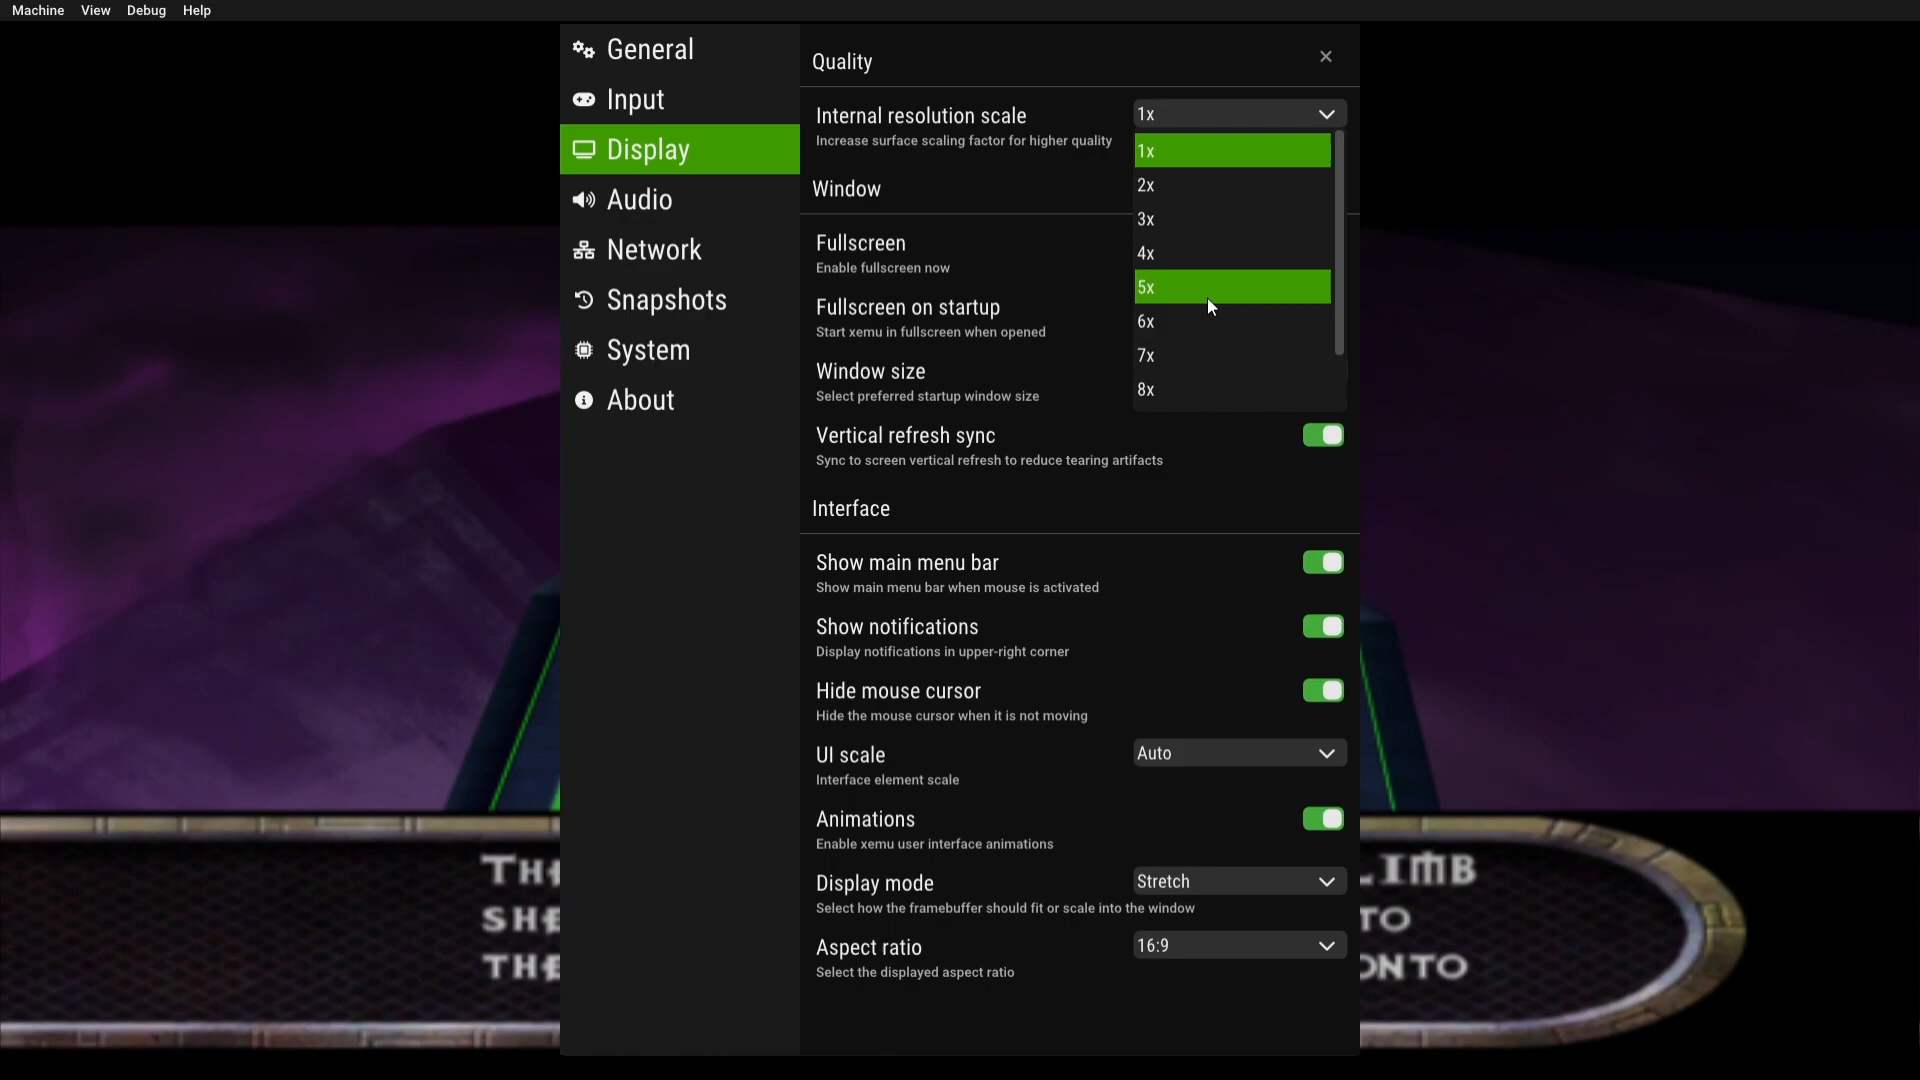 Machine View Debug Help
General
Input
Display
Audio
Network
Snapshots
System
About
Quality
Internal resolution scale 1x
Increase surface scaling factor for higher quality
1x
2x
3x
4x
5x
6x
7x
8x
Window
Fullscreen
Enable fullscreen now
Fullscreen on startup
Start xemu in fullscreen when opened
Window size
Select preferred startup window size
Vertical refresh sync
Sync to screen vertical refresh to reduce tearing artifacts
Interface
Show main menu bar
Show main menu bar when mouse is activated
Show notifications
Display notifications in upper-right corner
Hide mouse cursor
Hide the mouse cursor when it is not moving
UI scale Auto
Interface element scale
Animations
Enable xemu user interface animations
Display mode Stretch
Select how the framebuffer should fit or scale into the window
Aspect ratio 16:9
Select the displayed aspect ratio
TO
ONTO